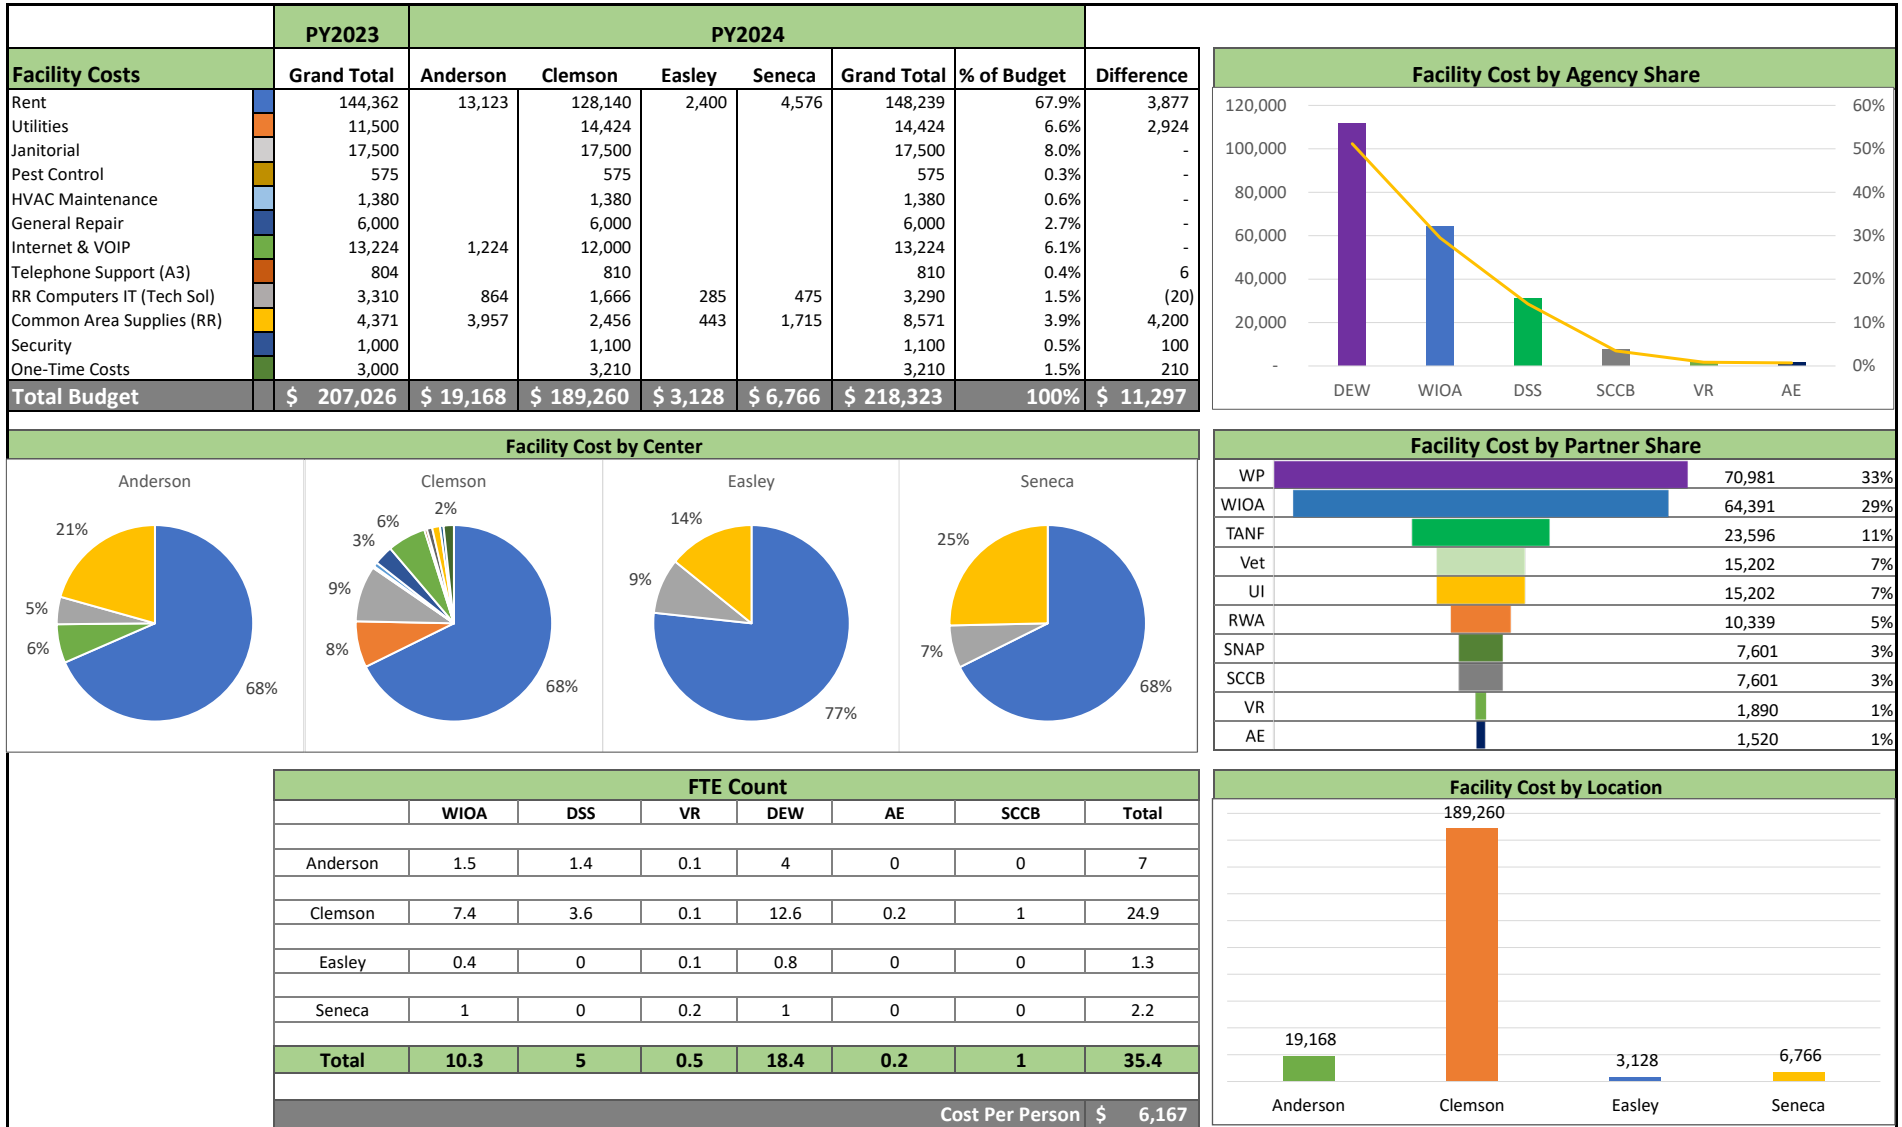 PY2023 PY2024
Facility Costs Grand Total Anderson Clemson Easley Seneca Grand Total % of Budget Difference
Rent 144,362 13,123 128,140 2,400 4,576 148,239 67.9% 3,877
Utilities 11,500 14,424 14,424 6.6% 2,924
Janitorial 17,500 17,500 17,500 8.0% -
Pest Control 575 575 575 0.3% -
HVAC Maintenance 1,380 1,380 1,380 0.6% -
General Repair 6,000 6,000 6,000 2.7% -
Internet & VOIP 13,224 1,224 12,000 13,224 6.1% -
Telephone Support (A3) 804 810 810 0.4% 6
RR Computers IT (Tech Sol) 3,310 864 1,666 285 475 3,290 1.5% (20)
Common Area Supplies (RR) 4,371 3,957 2,456 443 1,715 8,571 3.9% 4,200
Security 1,000 1,100 1,100 0.5% 100
One-Time Costs 3,000 3,210 3,210 1.5% 210
Total Budget $ 207,026 $ 19,168 $ 189,260 $ 3,128 $ 6,766 $ 218,323 100% $ 11,297
Facility Cost by Agency Share
120,000 60%
100,000 50%
80,000 40%
60,000 30%
40,000 20%
20,000 10%
- 0%
DEW WIOA DSS SCCB VR AE
Facility Cost by Center
Anderson
21%
5%
6%
68%
Clemson
2%
6%
3%
9%
8%
68%
Easley
14%
9%
77%
Seneca
25%
7%
68%
Facility Cost by Partner Share
WP 70,981 33%
WIOA 64,391 29%
TANF 23,596 11%
Vet 15,202 7%
UI 15,202 7%
RWA 10,339 5%
SNAP 7,601 3%
SCCB 7,601 3%
VR 1,890 1%
AE 1,520 1%
FTE Count
WIOA DSS VR DEW AE SCCB Total
Anderson 1.5 1.4 0.1 4 0 0 7
Clemson 7.4 3.6 0.1 12.6 0.2 1 24.9
Easley 0.4 0 0.1 0.8 0 0 1.3
Seneca 1 0 0.2 1 0 0 2.2
Total 10.3 5 0.5 18.4 0.2 1 35.4
Cost Per Person $ 6,167
Facility Cost by Location
189,260
19,168
3,128
6,766
Anderson Clemson Easley Seneca